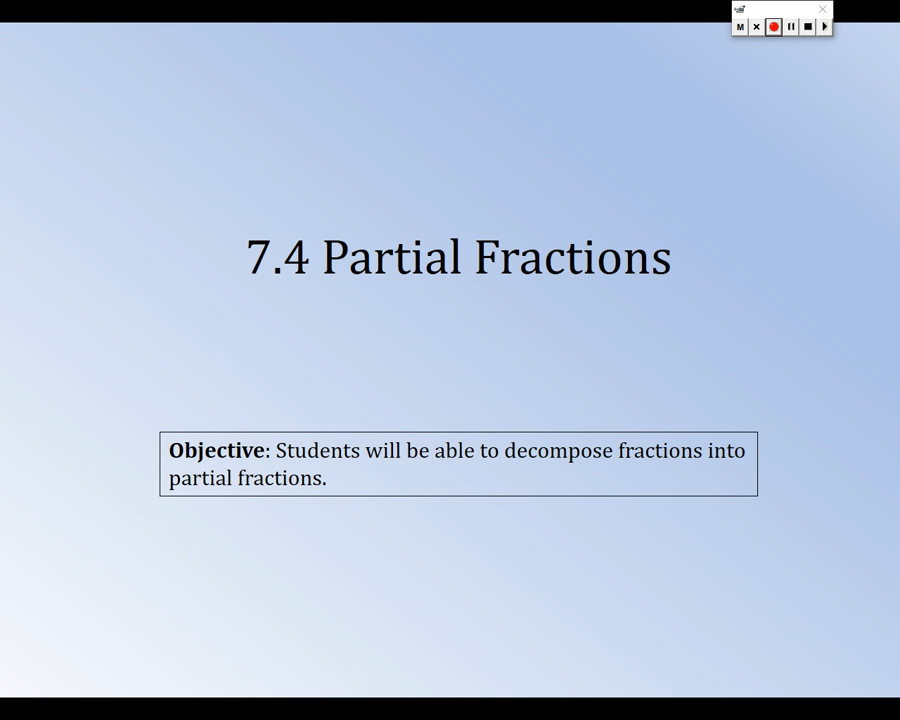 M
7.4 Partial Fractions
Objective: Students will be able to decompose fractions into
partial fractions.